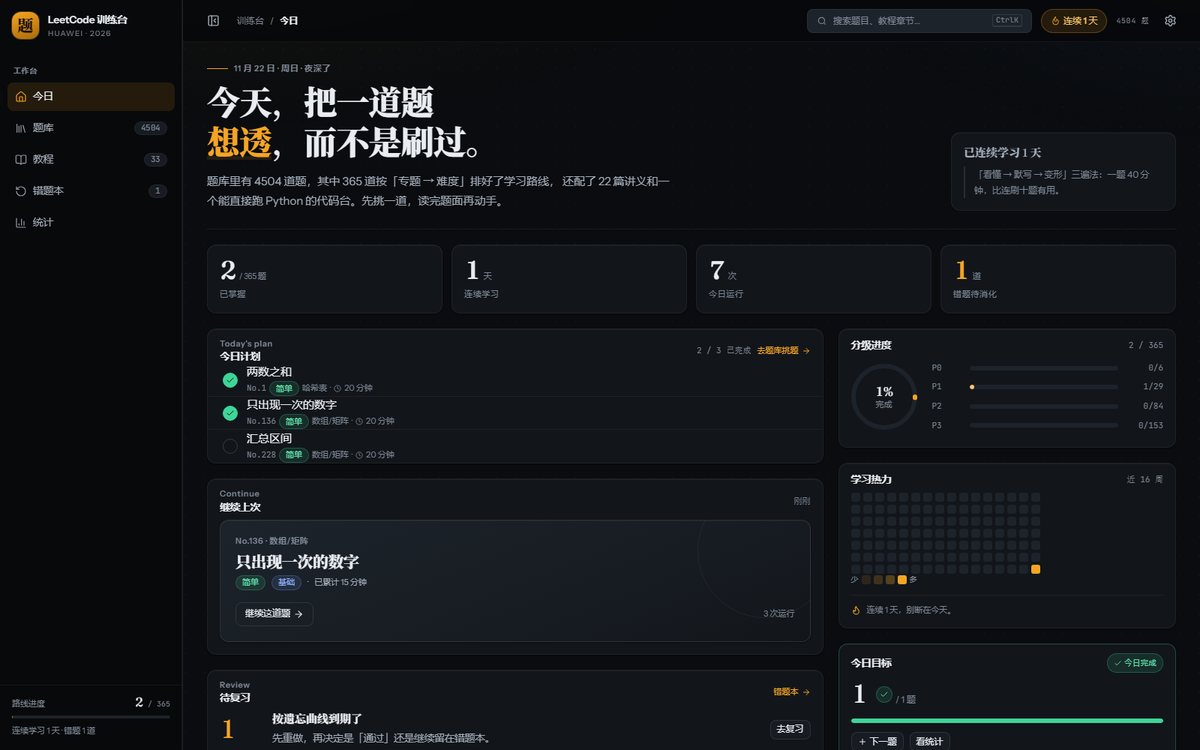 题
LeetCode 训练台
HUAWEI · 2026
工作台
今日
题库 4504
教程 33
错题本 1
统计
路线进度 2 / 365
连续学习 1 天 · 错题 1 道
训练台 / 今日
搜索题目、教程章节… CtrlK
连续 1 天
4504 题
11 月 22 日 · 周日 · 夜深了
今天，把一道题
想透，而不是刷过。
题库里有 4504 道题，其中 365 道按「专题 → 难度」排好了学习路线， 还配了 22 篇讲义和一
个能直接跑 Python 的代码台。先挑一道，读完题面再动手。
已连续学习 1 天
「看懂 → 默写 → 变形」三遍法：一题 40 分
钟，比连刷十题有用。
2 / 365 题
已掌握
1 天
连续学习
7 次
今日运行
1 道
错题待消化
Today's plan
今日计划
2 / 3 已完成 去题库挑题 →
两数之和
No.1 简单 哈希表 · 20 分钟
只出现一次的数字
No.136 简单 数组/矩阵 · 20 分钟
汇总区间
No.228 简单 数组/矩阵 · 20 分钟
Continue
继续上次
刚刚
No.136 · 数组/矩阵
只出现一次的数字
简单 基础 · 已累计 15 分钟
继续这道题 →
3 次运行
Review
待复习
错题本 →
1
按遗忘曲线到期了
先重做，再决定是「通过」还是继续留在错题本。
去复习
分级进度 2 / 365
1%
完成
P0 0/6
P1 1/29
P2 0/84
P3 0/153
学习热力 近 16 周
少 多
连续 1 天，别断在今天。
今日目标 今日完成
1 / 1 题
+ 下一题 看统计